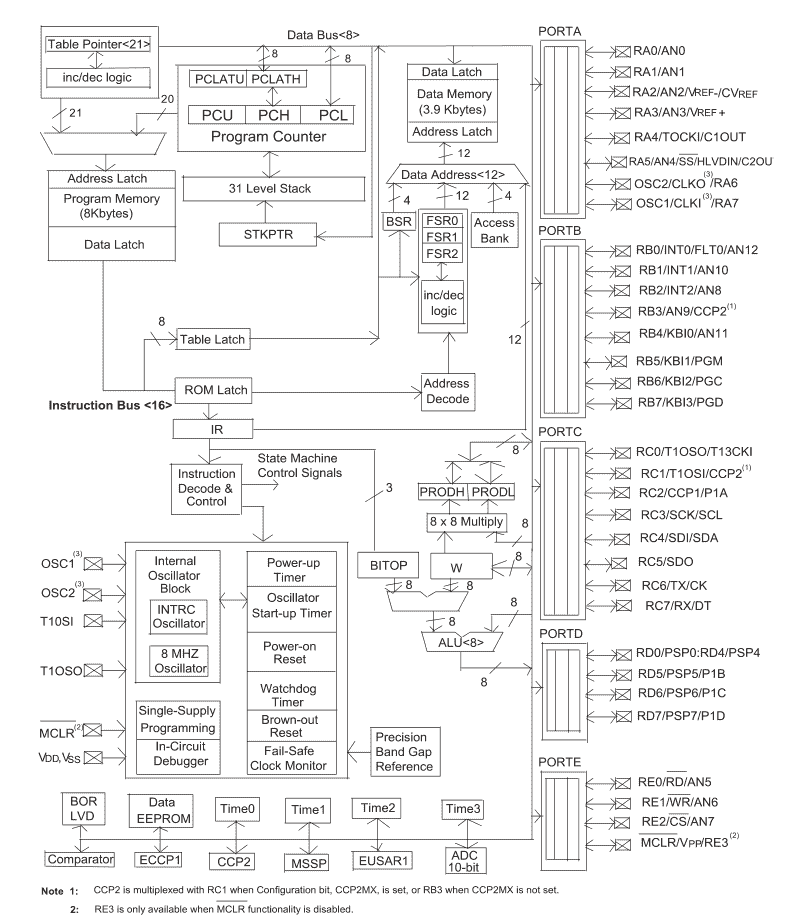 Data Bus<8>
PORTA
Table Pointer<21>
inc/dec logic
21
20
8
8
PCLATU PCLATH
PCU PCH PCL
Program Counter
31 Level Stack
STKPTR
Data Latch
Data Memory
(3.9 Kbytes)
Address Latch
12
Data Address<12>
4
12
4
BSR
FSR0
FSR1
FSR2
inc/dec
logic
Access
Bank
Address Latch
Program Memory
(8Kbytes)
Data Latch
8
Table Latch
ROM Latch
Address
Decode
12
Instruction Bus <16>
IR
Instruction
Decode &
Control
State Machine
Control Signals
3
8
PRODH PRODL
8 x 8 Multiply
8
BITOP
W
8
8
8
8
8
ALU<8>
8
RA0/AN0
RA1/AN1
RA2/AN2/VREF-/CVREF
RA3/AN3/VREF+
RA4/TOCKI/C1OUT
RA5/AN4/SS/HLVDIN/C2OU
OSC2/CLKO(3)/RA6
OSC1/CLKI(3)/RA7
PORTB
RB0/INT0/FLT0/AN12
RB1/INT1/AN10
RB2/INT2/AN8
RB3/AN9/CCP2(1)
RB4/KBI0/AN11
RB5/KBI1/PGM
RB6/KBI2/PGC
RB7/KBI3/PGD
PORTC
RC0/T1OSO/T13CKI
RC1/T1OSI/CCP2(1)
RC2/CCP1/P1A
RC3/SCK/SCL
RC4/SDI/SDA
RC5/SDO
RC6/TX/CK
RC7/RX/DT
PORTD
RD0/PSP0:RD4/PSP4
RD5/PSP5/P1B
RD6/PSP6/P1C
RD7/PSP7/P1D
PORTE
RE0/RD/AN5
RE1/WR/AN6
RE2/CS/AN7
MCLR/VPP/RE3(2)
OSC1(3)
OSC2(3)
T10SI
T1OSO
MCLR(2)
VDD,VSS
Internal
Oscillator
Block
INTRC
Oscillator
8 MHZ
Oscillator
Single-Supply
Programming
In-Circuit
Debugger
Power-up
Timer
Oscillator
Start-up Timer
Power-on
Reset
Watchdog
Timer
Brown-out
Reset
Fail-Safe
Clock Monitor
Precision
Band Gap
Reference
BOR
LVD
Data
EEPROM
Time0
Time1
Time2
Time3
Comparator
ECCP1
CCP2
MSSP
EUSAR1
ADC
10-bit
Note 1: CCP2 is multiplexed with RC1 when Configuration bit, CCP2MX, is set, or RB3 when CCP2MX is not set.
2: RE3 is only available when MCLR functionality is disabled.